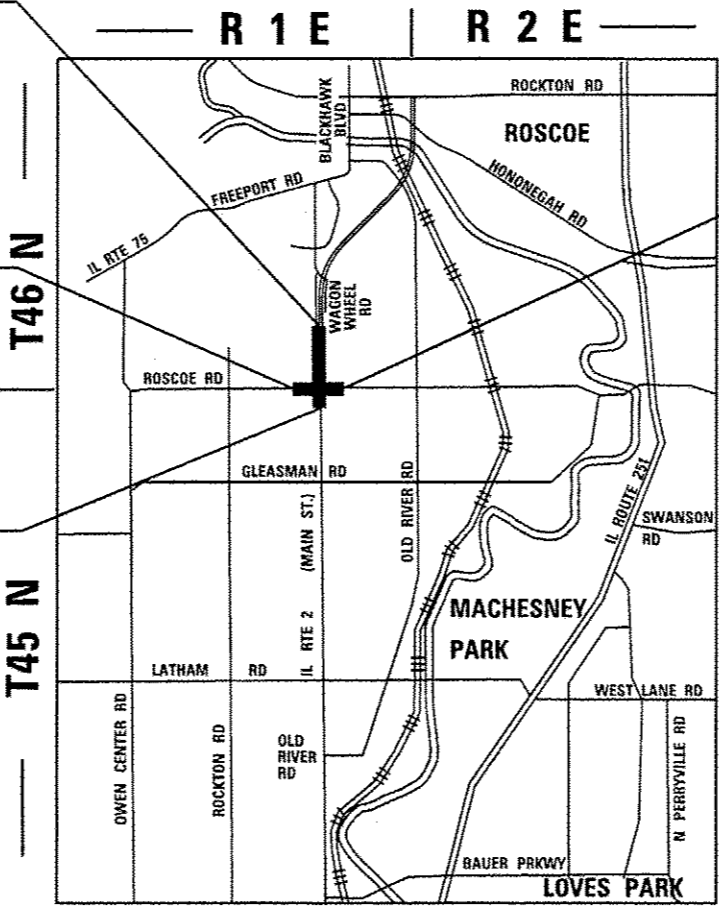 R 1 E
R 2 E
T46 N
T45 N
ROCKTON RD
BLACKHAWK
BLVD
ROSCOE
HONONEGAH RD
FREEPORT RD
IL RTE 75
WAGON
WHEEL
RD
ROSCOE RD
GLEASMAN RD
OLD RIVER RD
IL ROUTE 251
SWANSON
RD
IL RTE 2 (MAIN ST.)
MACHESNEY
PARK
LATHAM RD
WEST LANE RD
OWEN CENTER RD
ROCKTON RD
OLD
RIVER
RD
N PERRYVILLE RD
BAUER PRKWY
LOVES PARK